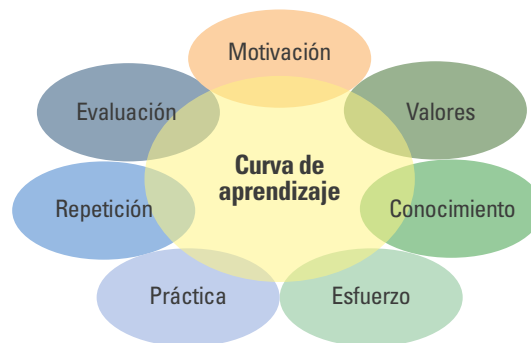 Motivación
Evaluación
Valores
Curva de
aprendizaje
Repetición
Conocimiento
Práctica
Esfuerzo